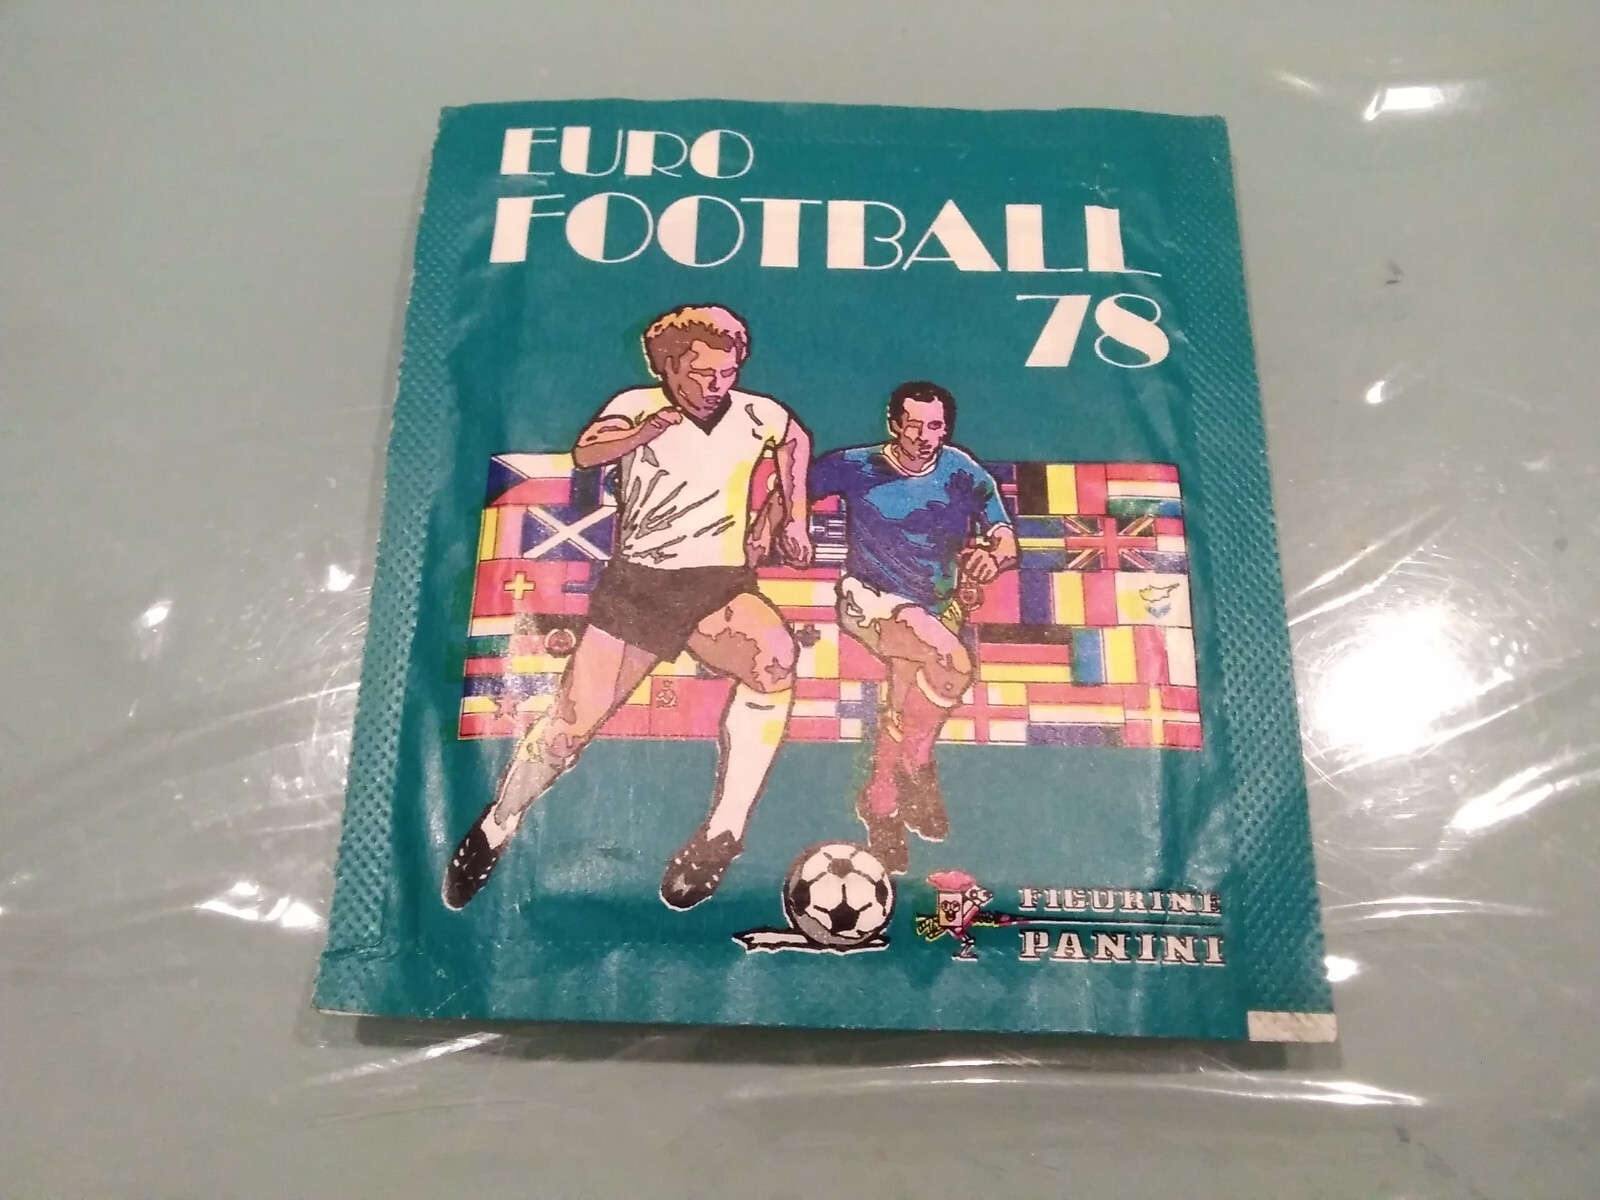 EURO
FOOTBALL
78
FIGURINE
PANINI